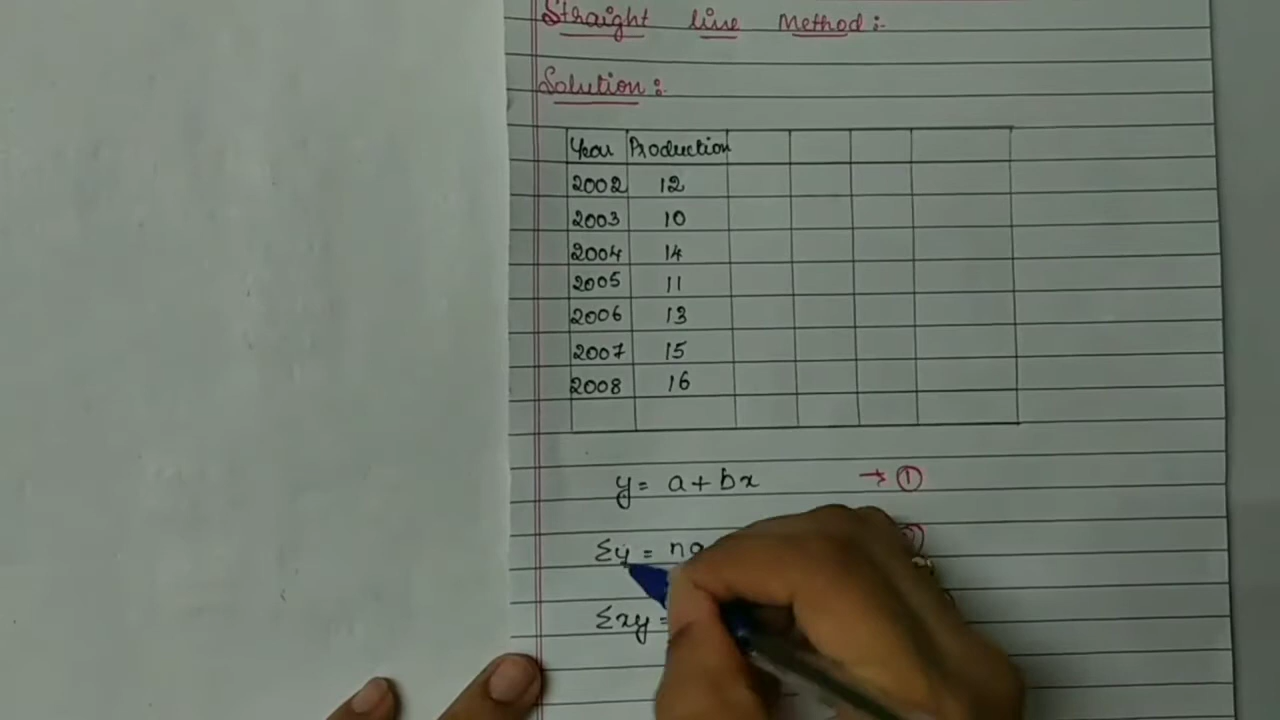 Straight line Method:-
Solution:-
Year Production
2002 12
2003 10
2004 14
2005 11
2006 13
2007 15
2008 16
y = a + bx → ①
Σy = na
Σxy =